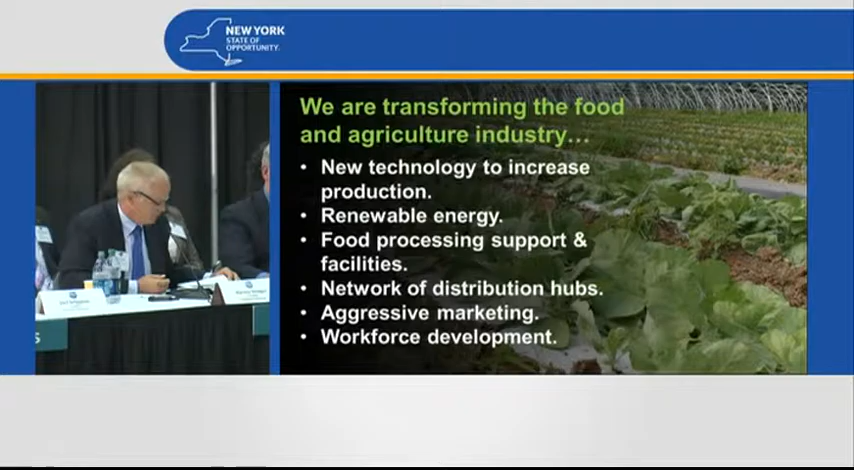 NEW YORK
STATE OF
OPPORTUNITY.
We are transforming the food
and agriculture industry…
• New technology to increase
production.
• Renewable energy.
• Food processing support &
facilities.
• Network of distribution hubs.
• Aggressive marketing.
• Workforce development.
S